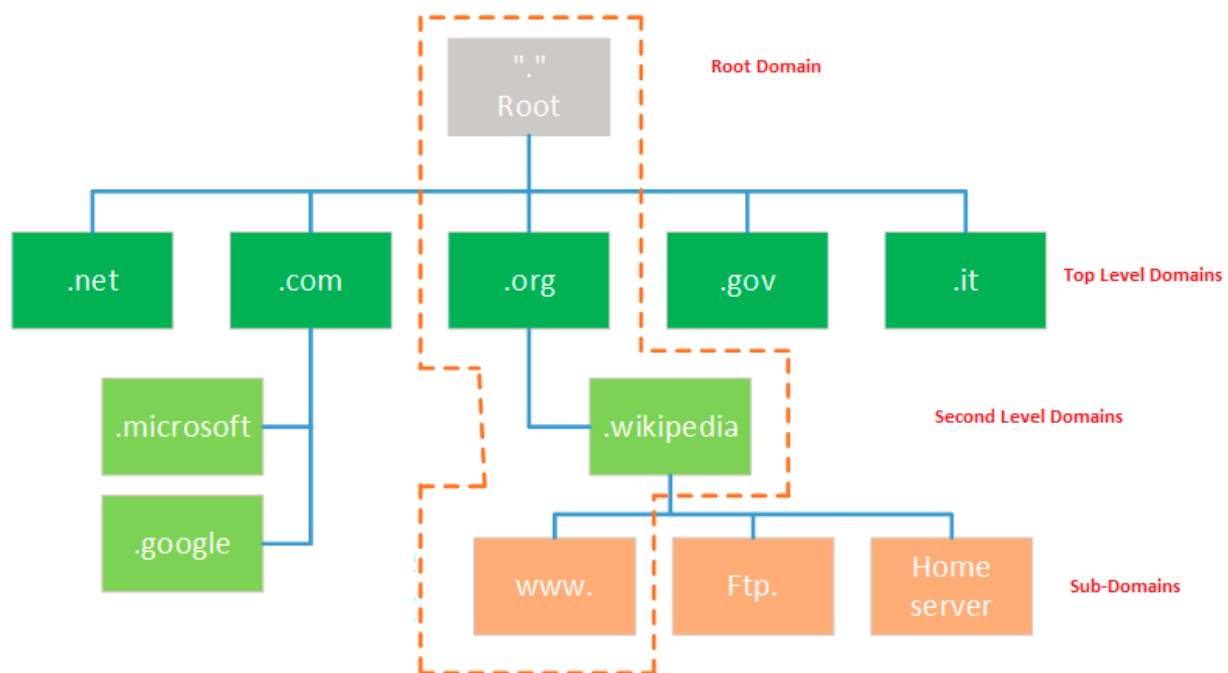 "."
Root
Root Domain
.net
.com
.org
.gov
.it
Top Level Domains
.microsoft
.wikipedia
Second Level Domains
.google
www.
Ftp.
Home
server
Sub-Domains